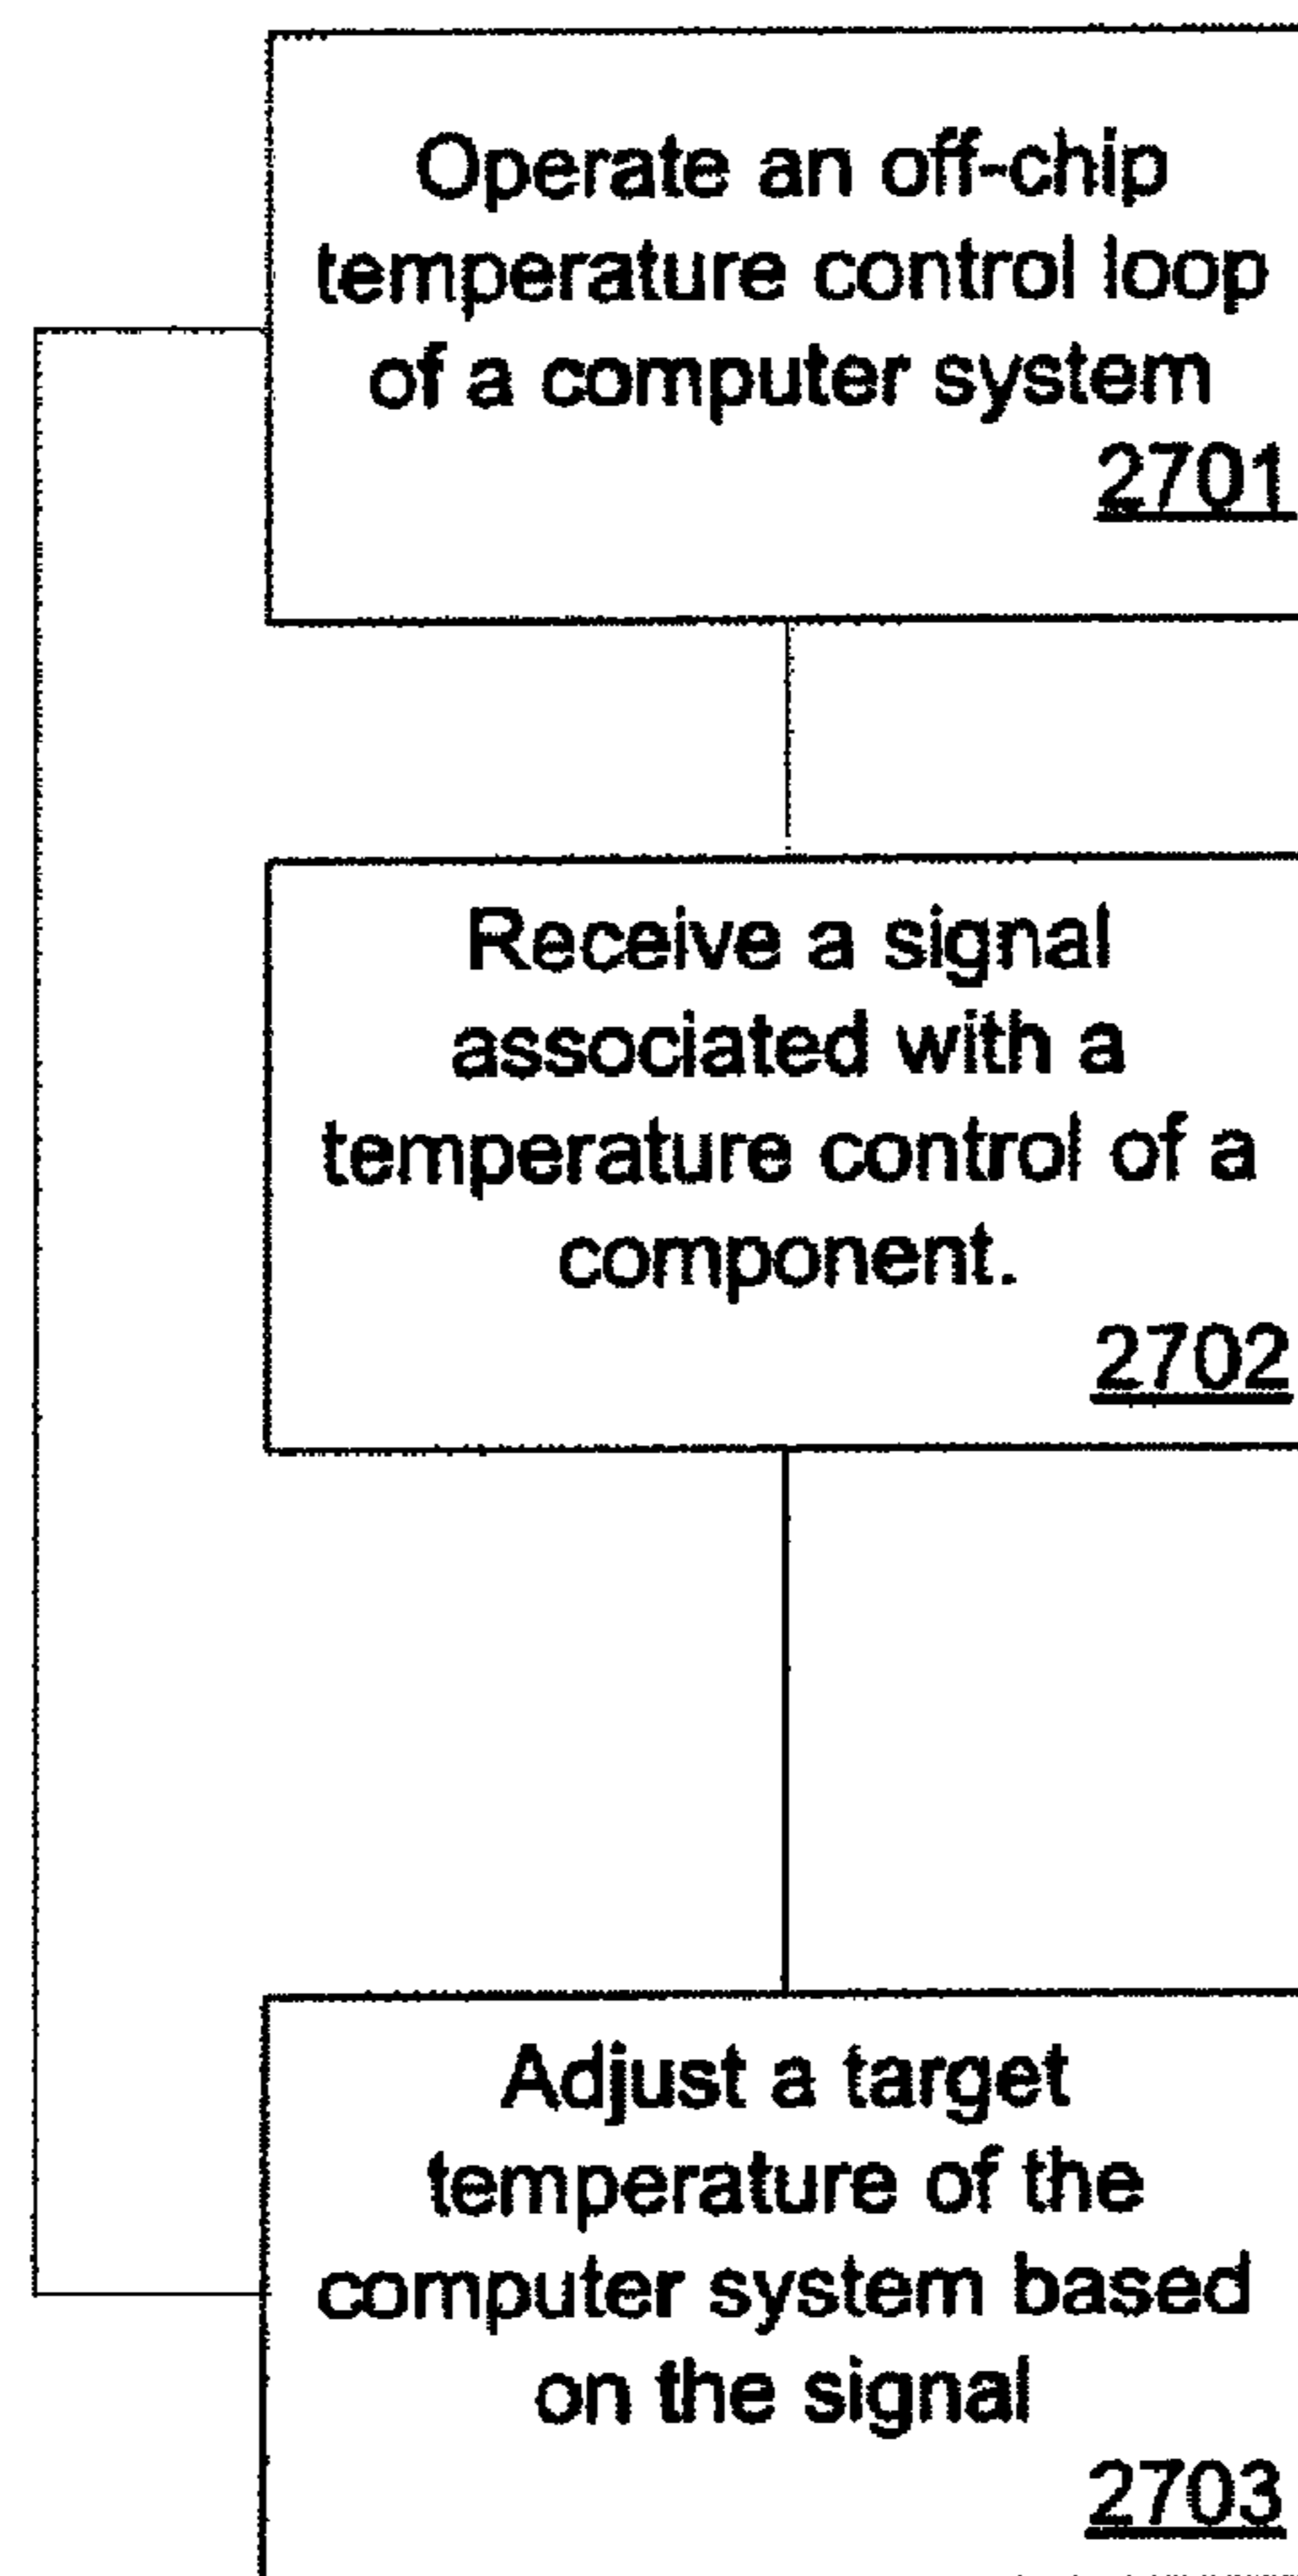 Operate an off-chip
temperature control loop
of a computer system
2701
Receive a signal
associated with a
temperature control of a
component.
2702
Adjust a target
temperature of the
computer system based
on the signal
2703